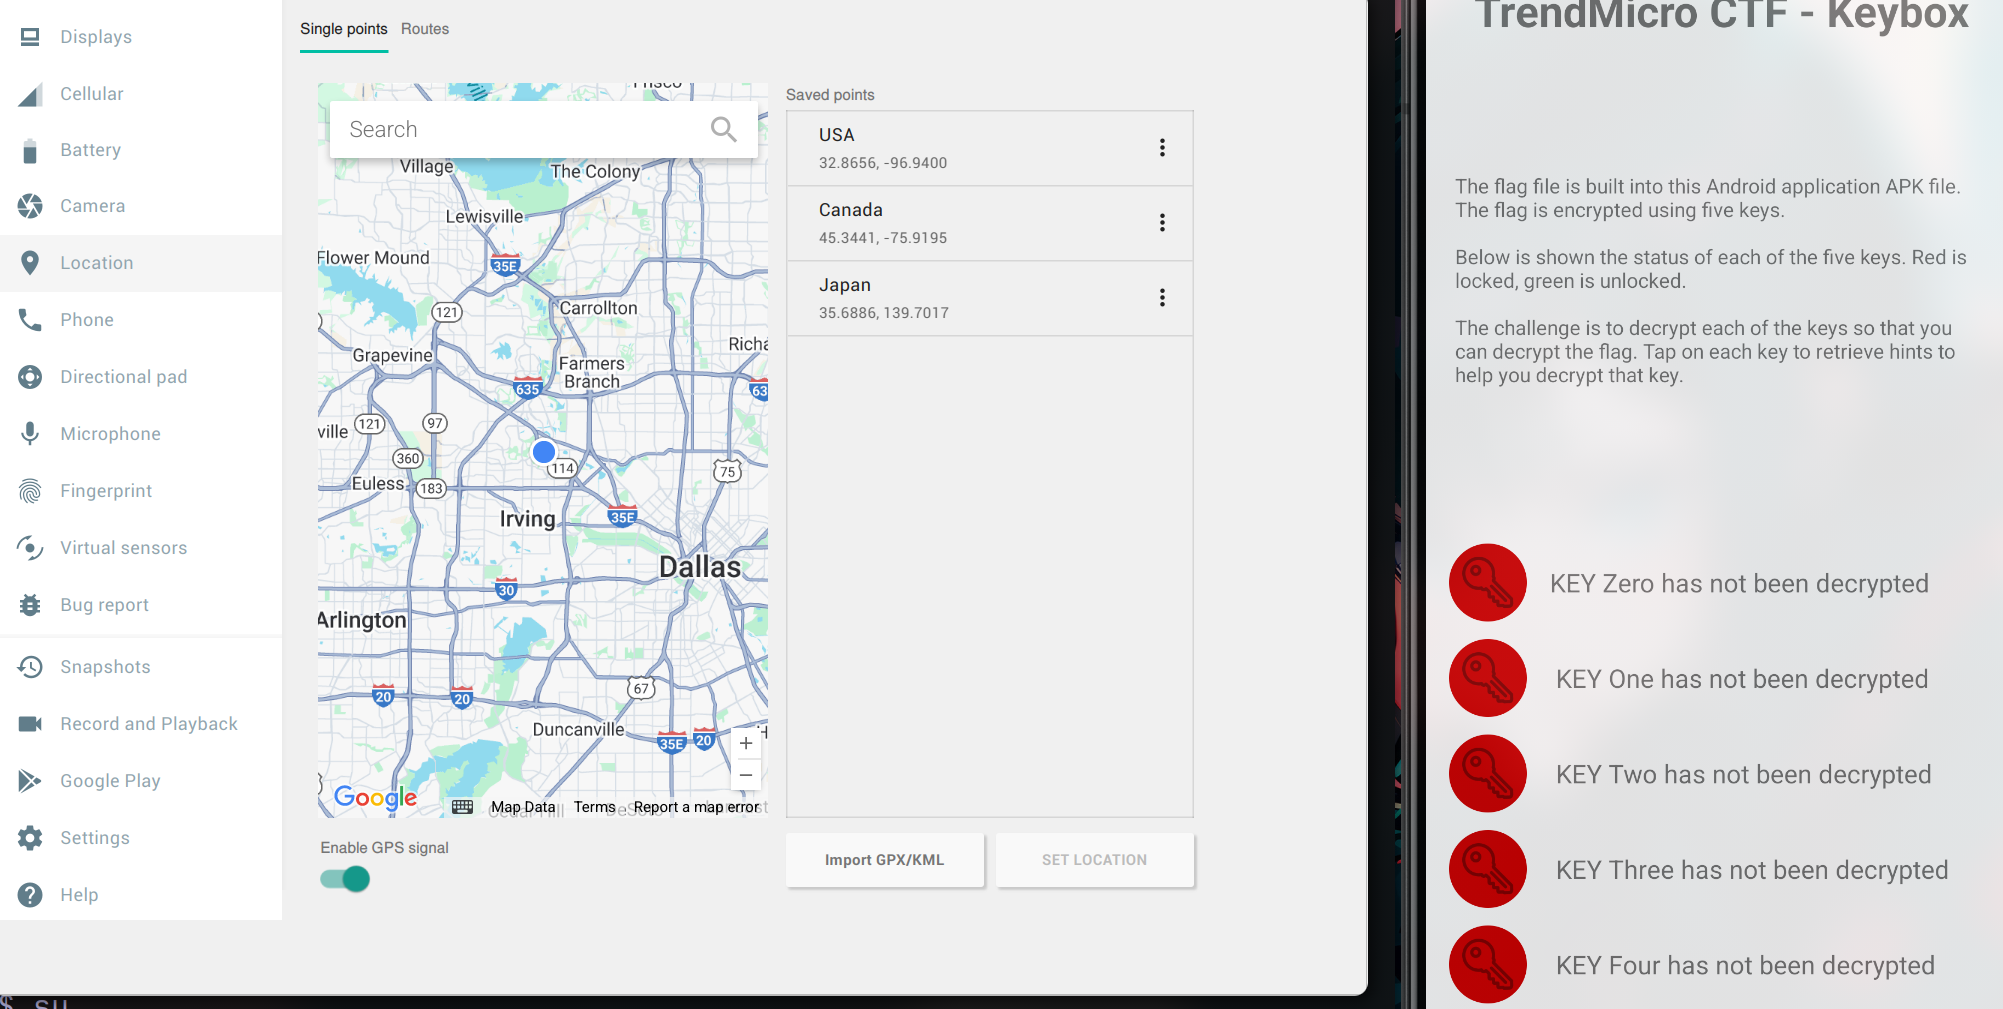 Displays
Cellular
Battery
Camera
Location
Phone
Directional pad
Microphone
Fingerprint
Virtual sensors
Bug report
Snapshots
Record and Playback
Google Play
Settings
Help
$ su
Single points
Routes
Frisco
Search
Village
The Colony
Lewisville
Flower Mound
35E
121
Carrollton
Grapevine
Farmers
Branch
Richa
635
63
121
97
ville
360
114
75
Euless
183
Irving
35E
Dallas
30
Arlington
67
20
20
Duncanville
35E
20
H
+
−
Google
Cedar Hill
DeSoto
Map Data
Terms
Report a map error
Enable GPS signal
Saved points
USA
32.8656, -96.9400
Canada
45.3441, -75.9195
Japan
35.6886, 139.7017
Import GPX/KML
SET LOCATION
TrendMicro CTF - Keybox
The flag file is built into this Android application APK file.
The flag is encrypted using five keys.
Below is shown the status of each of the five keys. Red is
locked, green is unlocked.
The challenge is to decrypt each of the keys so that you
can decrypt the flag. Tap on each key to retrieve hints to
help you decrypt that key.
KEY Zero has not been decrypted
KEY One has not been decrypted
KEY Two has not been decrypted
KEY Three has not been decrypted
KEY Four has not been decrypted